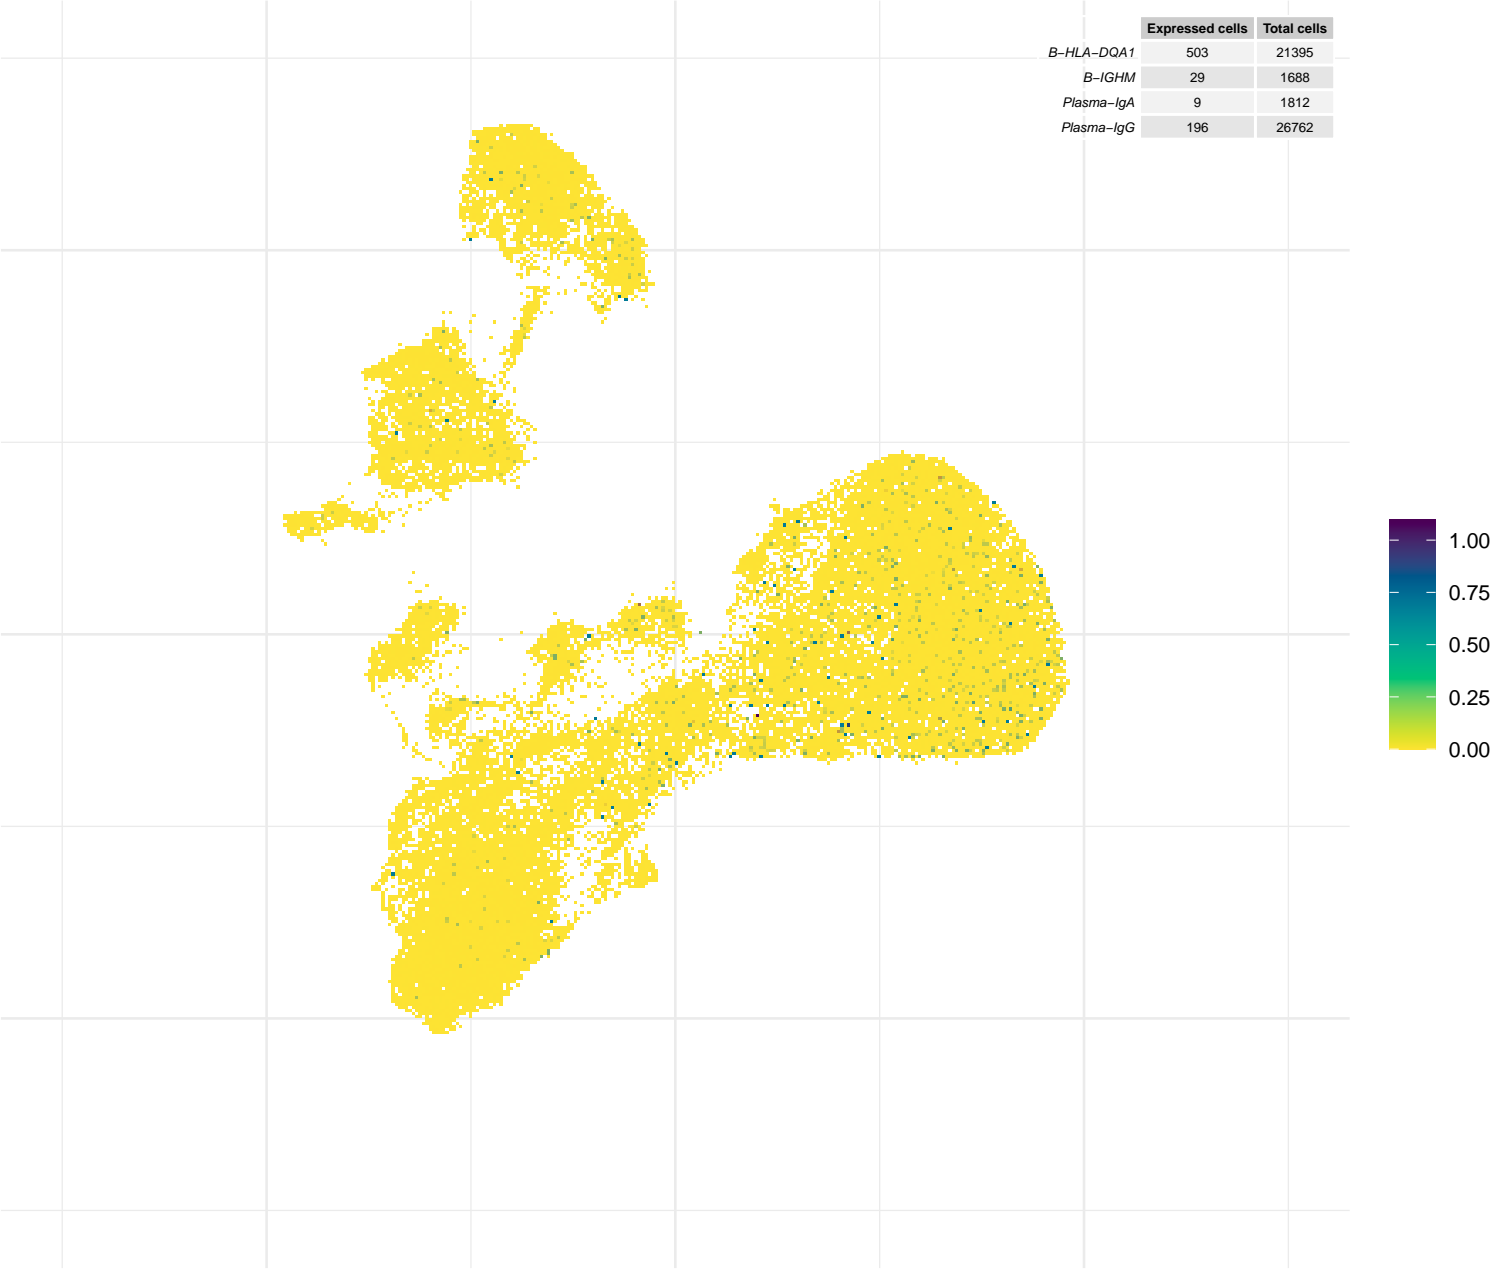 Expressed cells Total cells
B−HLA−DQA1 503 21395
B−IGHM 29 1688
Plasma−IgA 9 1812
Plasma−IgG 196 26762
1.00
0.75
0.50
0.25
0.00